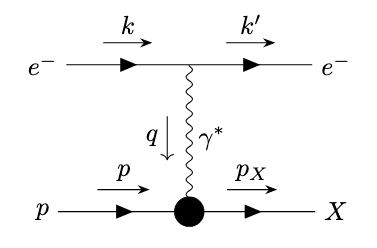 k k′
e⁻ e⁻
q γ*
p p_X
p X